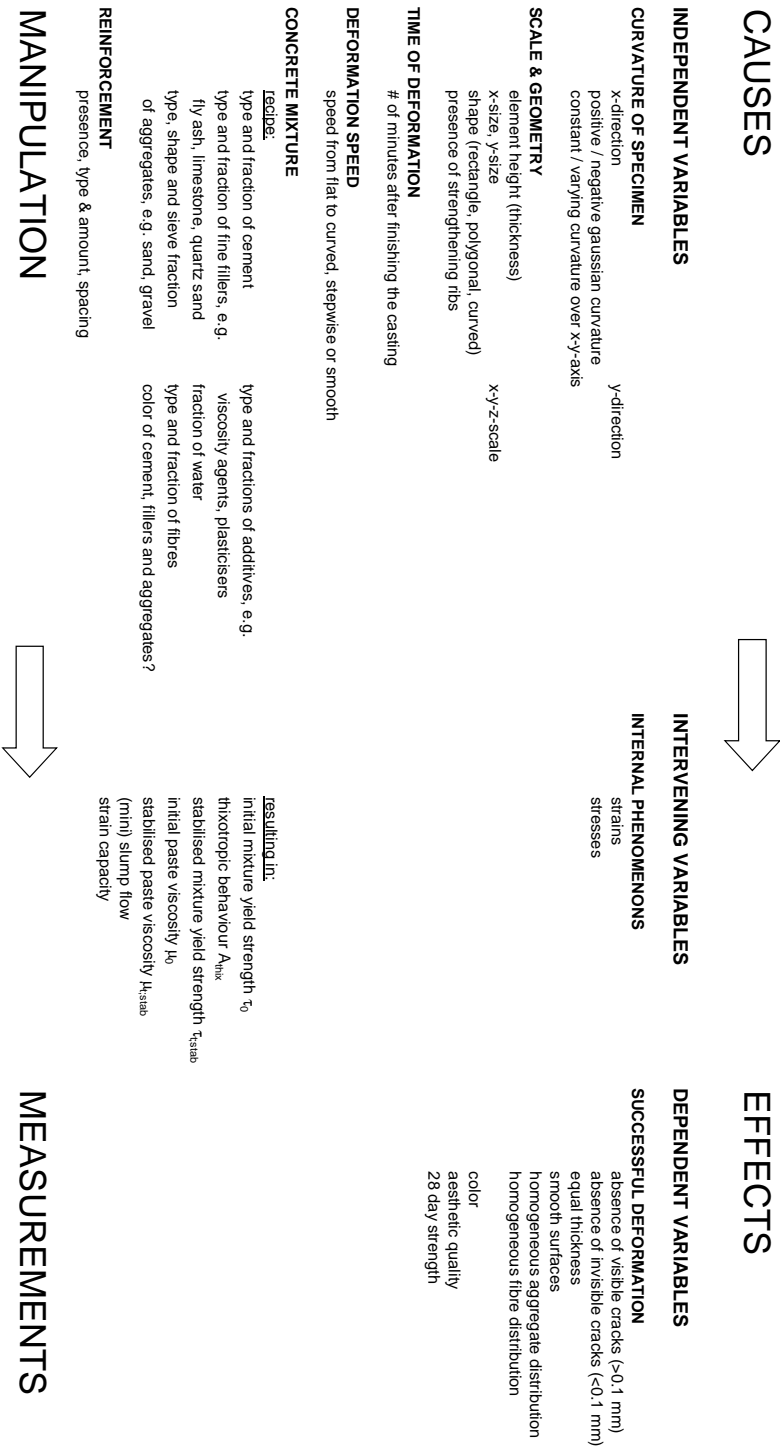 CAUSES
EFFECTS
INDEPENDENT VARIABLES
INTERVENING VARIABLES
DEPENDENT VARIABLES
CURVATURE OF SPECIMEN
x-direction
y-direction
positive / negative gaussian curvature
constant / varying curvature over x-y-axis
SCALE & GEOMETRY
element height (thickness)
x-size, y-size
x-y-z-scale
shape (rectangle, polygonal, curved)
presence of strengthening ribs
TIME OF DEFORMATION
# of minutes after finishing the casting
DEFORMATION SPEED
speed from flat to curved, stepwise or smooth
CONCRETE MIXTURE
recipe:
type and fraction of cement
type and fraction of fine fillers, e.g.
fly ash, limestone, quartz sand
type, shape and sieve fraction
of aggregates, e.g. sand, gravel
type and fractions of additives, e.g.
viscosity agents, plasticisers
fraction of water
type and fraction of fibres
color of cement, fillers and aggregates?
REINFORCEMENT
presence, type & amount, spacing
INTERNAL PHENOMENONS
strains
stresses
resulting in:
initial mixture yield strength τ0
thixotropic behaviour Athix
stabilised mixture yield strength τt;stab
initial paste viscosity μ0
stabilised paste viscosity μt;stab
(mini) slump flow
strain capacity
SUCCESSFUL DEFORMATION
absence of visible cracks (>0.1 mm)
absence of invisible cracks (<0.1 mm)
equal thickness
smooth surfaces
homogeneous aggregate distribution
homogeneous fibre distribution
color
aesthetic quality
28 day strength
MANIPULATION
MEASUREMENTS